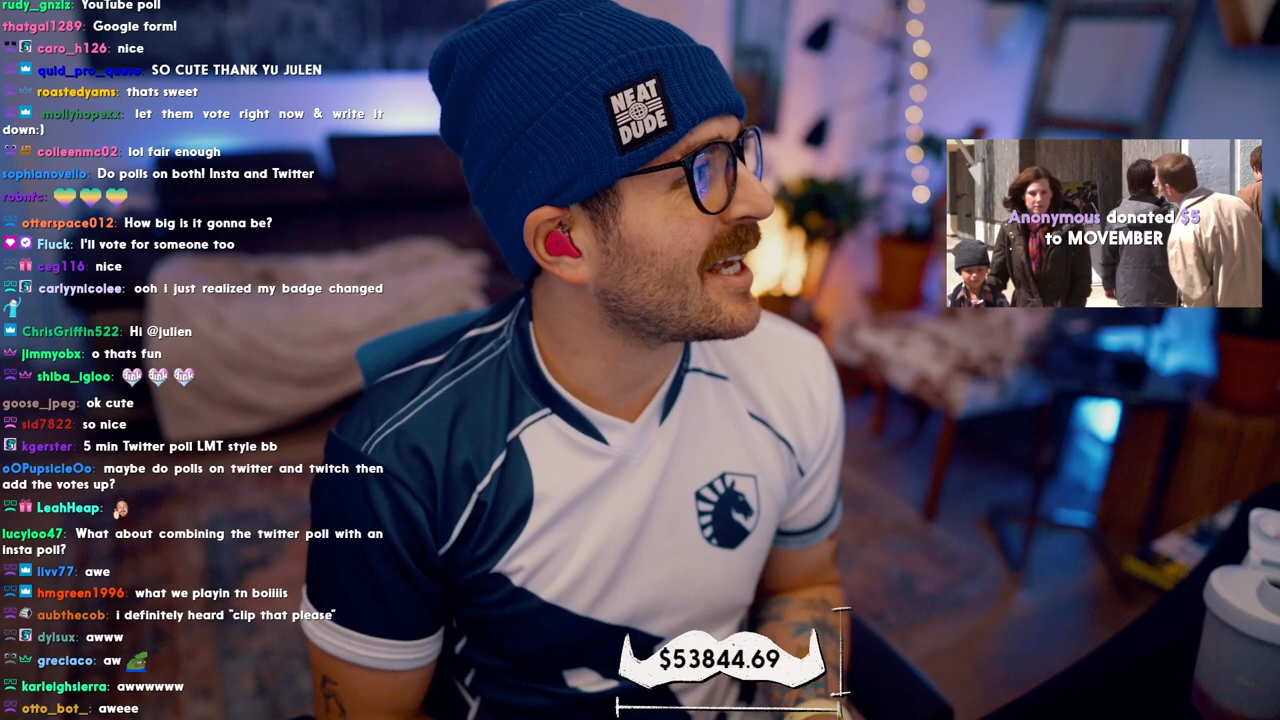 rudy_gnzlz: YouTube poll
thatgal1289: Google form!
caro_h126: nice
quid_pro_queso: SO CUTE THANK YU JULEN
roastedyams: thats sweet
mollyhopexx: let them vote right now & write it
down:)
colleenmc02: lol fair enough
sophianovello: Do polls on both! Insta and Twitter
robnfc:
otterspace012: How big is it gonna be?
Fluck: I'll vote for someone too
ceg116: nice
carlyynicolee: ooh i just realized my badge changed
ChrisGriffin522: Hi @julien
jimmyobx: o thats fun
shiba_igloo:
goose_jpeg: ok cute
sid7822: so nice
kgerster: 5 min Twitter poll LMT style bb
oOPupsicleOo: maybe do polls on twitter and twitch then
add the votes up?
LeahHeap:
lucyloo47: What about combining the twitter poll with an
insta poll?
livv77: awe
hmgreen1996: what we playin tn boiiiis
aubthecob: i definitely heard "clip that please"
dylsux: awww
greciaco: aw
karleighsierra: awwwwww
otto_bot_: aweee
NEAT
DUDE
Anonymous donated $5
to MOVEMBER
$53844.69